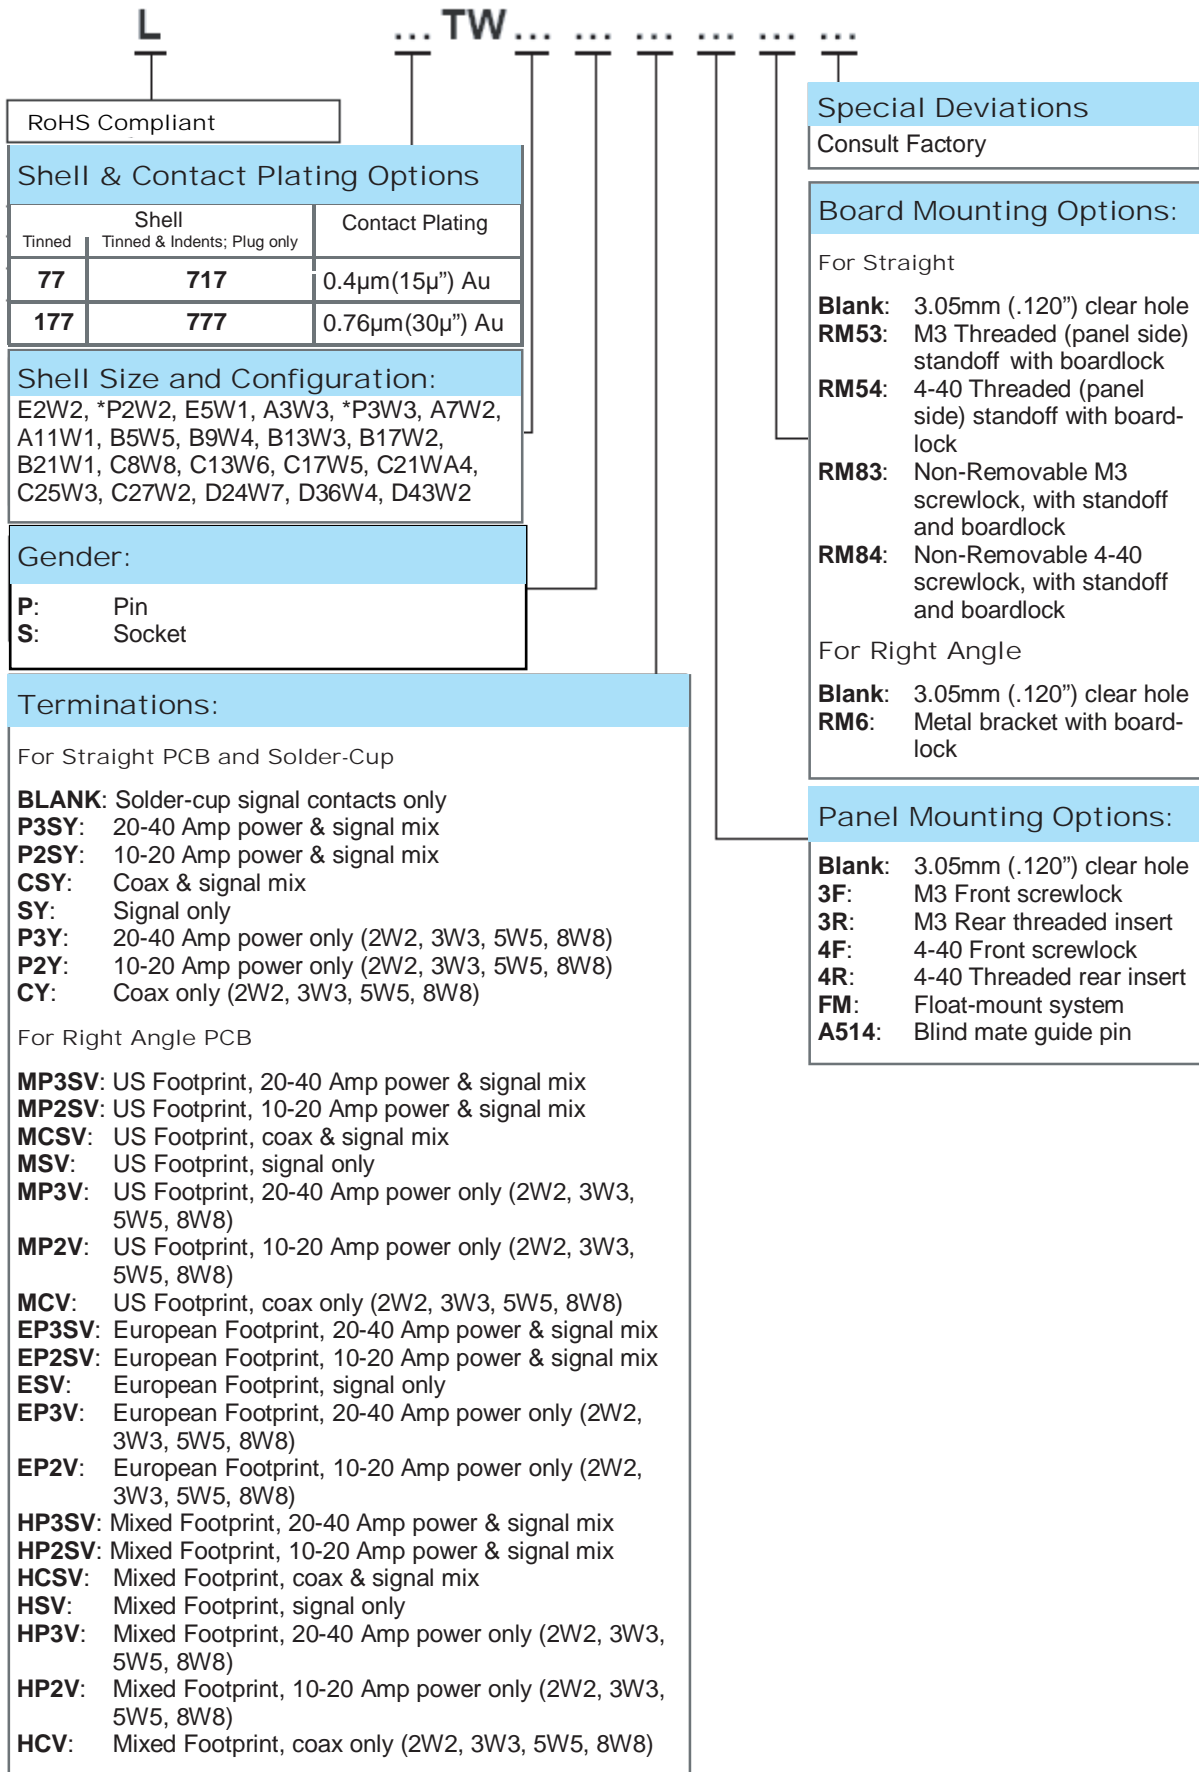 L ... TW ... ... ... ... ... ...
RoHS Compliant
Shell & Contact Plating Options
Shell
Tinned
Tinned & Indents; Plug only
Contact Plating
77 717 0.4µm(15µ”) Au
177 777 0.76µm(30µ”) Au
Shell Size and Configuration:
E2W2, *P2W2, E5W1, A3W3, *P3W3, A7W2,
A11W1, B5W5, B9W4, B13W3, B17W2,
B21W1, C8W8, C13W6, C17W5, C21WA4,
C25W3, C27W2, D24W7, D36W4, D43W2
Gender:
P: Pin
S: Socket
Terminations:
For Straight PCB and Solder-Cup
BLANK: Solder-cup signal contacts only
P3SY: 20-40 Amp power & signal mix
P2SY: 10-20 Amp power & signal mix
CSY: Coax & signal mix
SY: Signal only
P3Y: 20-40 Amp power only (2W2, 3W3, 5W5, 8W8)
P2Y: 10-20 Amp power only (2W2, 3W3, 5W5, 8W8)
CY: Coax only (2W2, 3W3, 5W5, 8W8)
For Right Angle PCB
MP3SV: US Footprint, 20-40 Amp power & signal mix
MP2SV: US Footprint, 10-20 Amp power & signal mix
MCSV: US Footprint, coax & signal mix
MSV: US Footprint, signal only
MP3V: US Footprint, 20-40 Amp power only (2W2, 3W3,
5W5, 8W8)
MP2V: US Footprint, 10-20 Amp power only (2W2, 3W3,
5W5, 8W8)
MCV: US Footprint, coax only (2W2, 3W3, 5W5, 8W8)
EP3SV: European Footprint, 20-40 Amp power & signal mix
EP2SV: European Footprint, 10-20 Amp power & signal mix
ESV: European Footprint, signal only
EP3V: European Footprint, 20-40 Amp power only (2W2,
3W3, 5W5, 8W8)
EP2V: European Footprint, 10-20 Amp power only (2W2,
3W3, 5W5, 8W8)
HP3SV: Mixed Footprint, 20-40 Amp power & signal mix
HP2SV: Mixed Footprint, 10-20 Amp power & signal mix
HCSV: Mixed Footprint, coax & signal mix
HSV: Mixed Footprint, signal only
HP3V: Mixed Footprint, 20-40 Amp power only (2W2, 3W3,
5W5, 8W8)
HP2V: Mixed Footprint, 10-20 Amp power only (2W2, 3W3,
5W5, 8W8)
HCV: Mixed Footprint, coax only (2W2, 3W3, 5W5, 8W8)
Special Deviations
Consult Factory
Board Mounting Options:
For Straight
Blank: 3.05mm (.120”) clear hole
RM53: M3 Threaded (panel side)
standoff with boardlock
RM54: 4-40 Threaded (panel
side) standoff with board-
lock
RM83: Non-Removable M3
screwlock, with standoff
and boardlock
RM84: Non-Removable 4-40
screwlock, with standoff
and boardlock
For Right Angle
Blank: 3.05mm (.120”) clear hole
RM6: Metal bracket with board-
lock
Panel Mounting Options:
Blank: 3.05mm (.120”) clear hole
3F: M3 Front screwlock
3R: M3 Rear threaded insert
4F: 4-40 Front screwlock
4R: 4-40 Threaded rear insert
FM: Float-mount system
A514: Blind mate guide pin